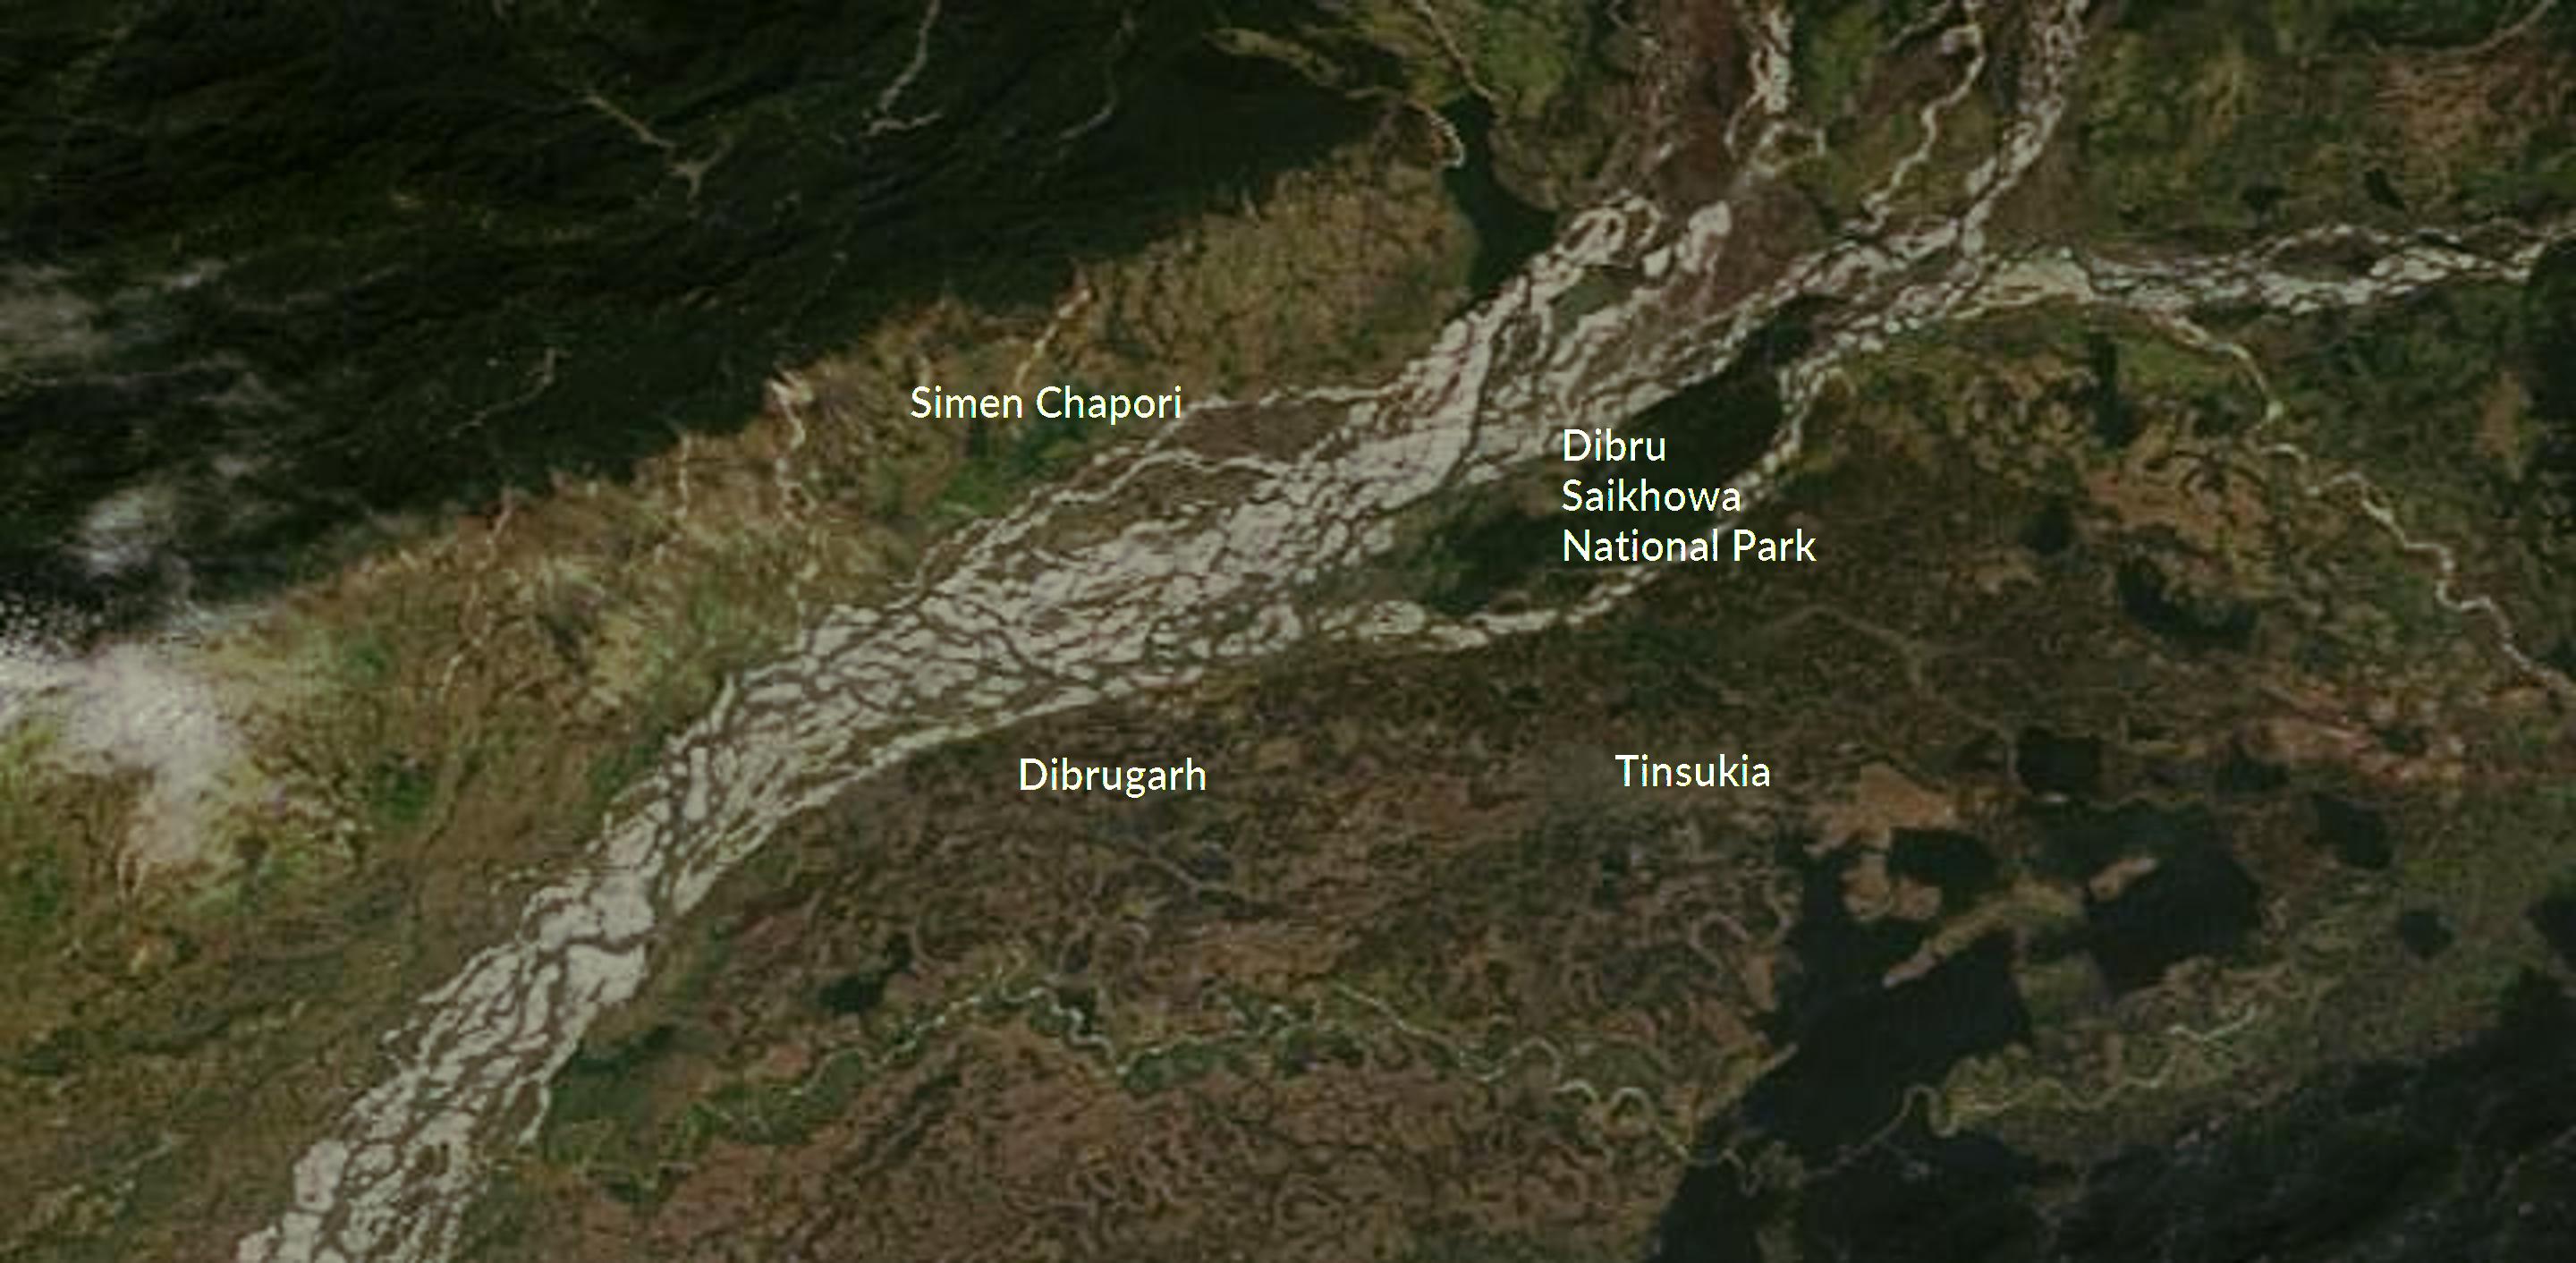 Simen Chapori
Dibru
Saikhowa
National Park
Dibrugarh
Tinsukia